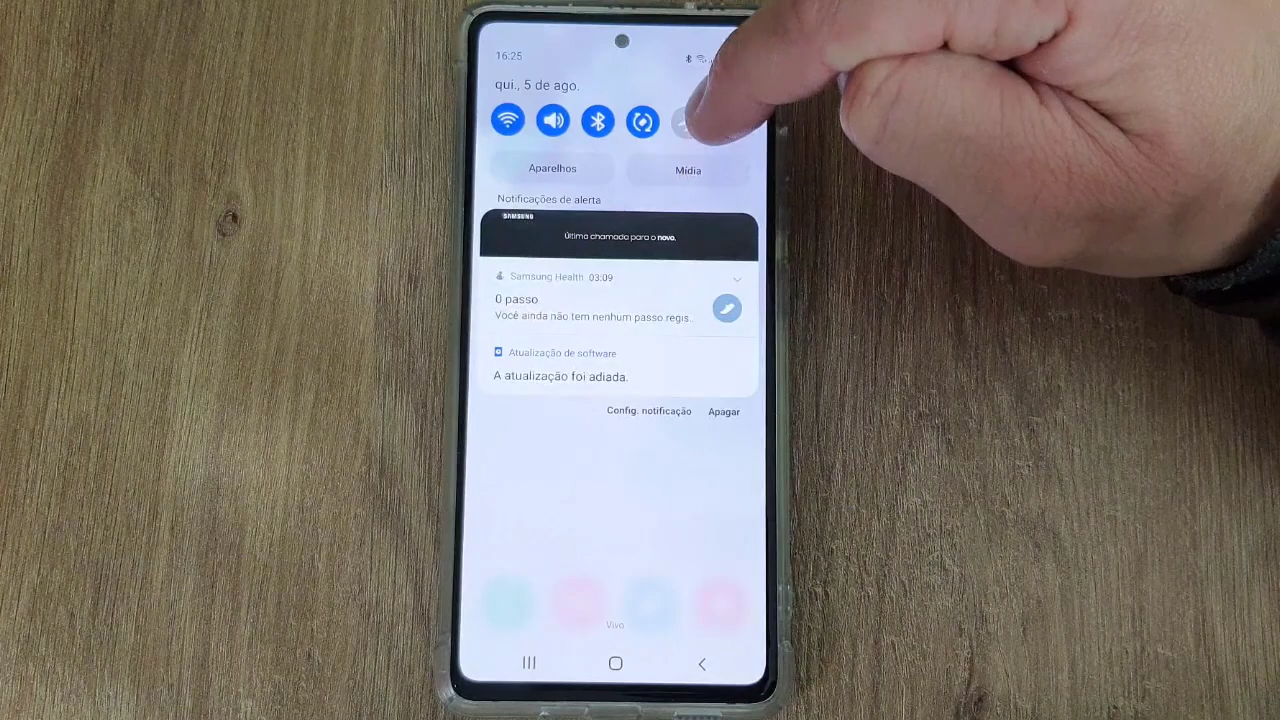 16:25
qui., 5 de ago.
Aparelhos
Mídia
Notificações de alerta
SAMSUNG
Última chamada para o novo.
Samsung Health 03:09
0 passo
Você ainda não tem nenhum passo regis..
Atualização de software
A atualização foi adiada.
Config. notificação
Apagar
Vivo